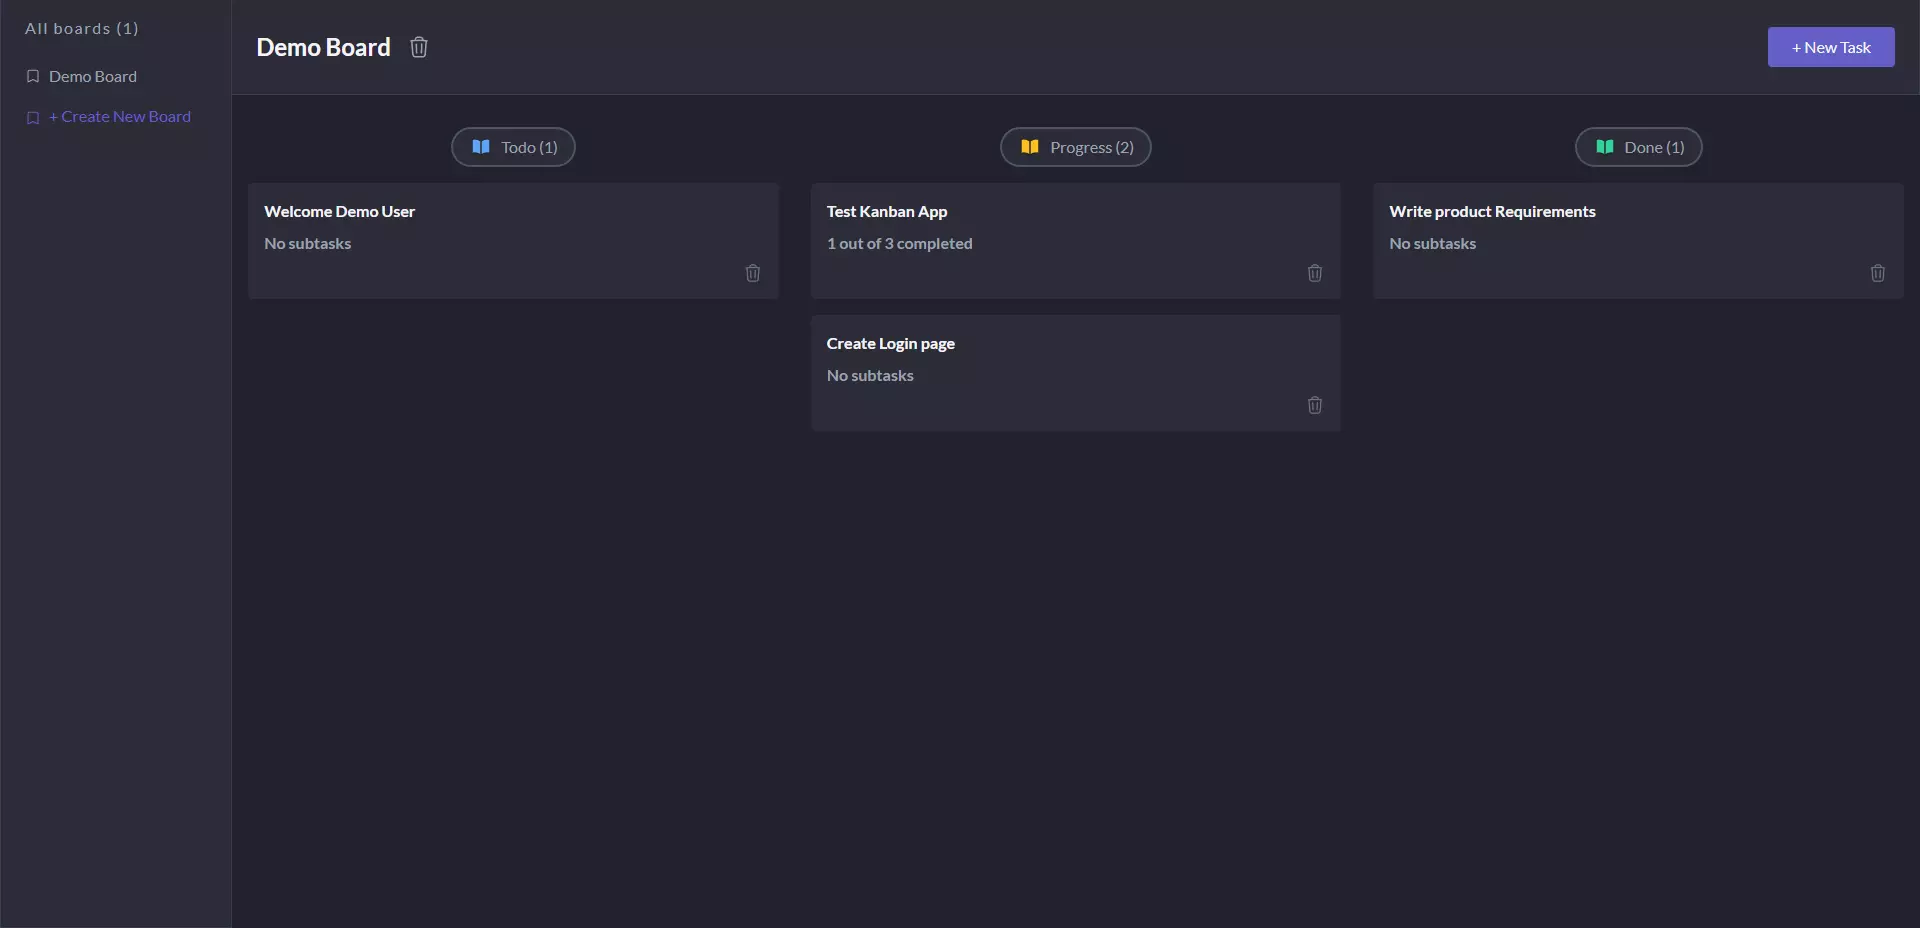 All boards (1)
Demo Board
+ Create New Board
Demo Board
+ New Task
Todo (1)
Welcome Demo User
No subtasks
Progress (2)
Test Kanban App
1 out of 3 completed
Create Login page
No subtasks
Done (1)
Write product Requirements
No subtasks